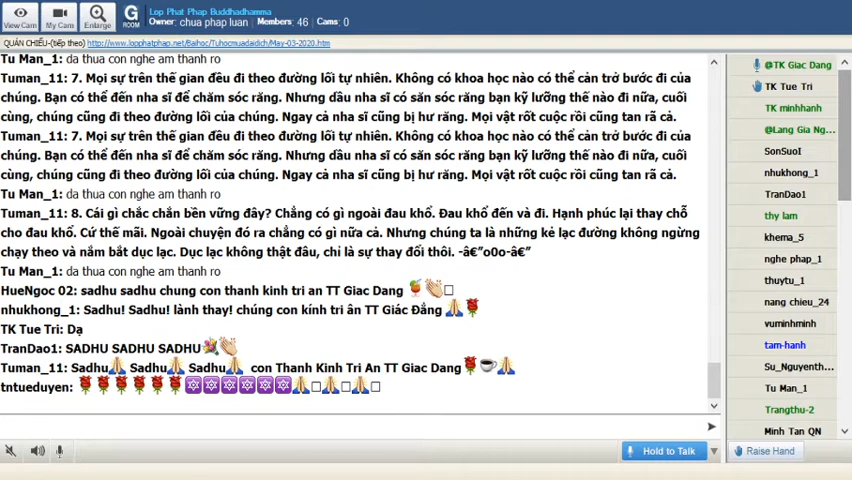 Lop Phat Phap Buddhadhamma
Owner: chua phap luan Members: 46 Cams: 0
View Cam
My Cam
Enlarge
G
ROOM
QUÁN CHIẾU-(tiếp theo) http://www.lopphatphap.net/Baihoc/Tuhocmuadaidich/May-03-2020.htm
Tu Man_1: da thua con nghe am thanh ro
Tuman_11: 7. Mọi sự trên thế gian đều đi theo đường lối tự nhiên. Không có khoa học nào có thể cản trở bước đi của
chúng. Bạn có thể đến nha sĩ để chăm sóc răng. Nhưng dầu nha sĩ có săn sóc răng bạn kỹ lưỡng thế nào đi nữa, cuối
cùng, chúng cũng đi theo đường lối của chúng. Ngay cả nha sĩ cũng bị hư răng. Mọi vật rốt cuộc rồi cũng tan rã cả.
Tuman_11: 7. Mọi sự trên thế gian đều đi theo đường lối tự nhiên. Không có khoa học nào có thể cản trở bước đi của
chúng. Bạn có thể đến nha sĩ để chăm sóc răng. Nhưng dầu nha sĩ có săn sóc răng bạn kỹ lưỡng thế nào đi nữa, cuối
cùng, chúng cũng đi theo đường lối của chúng. Ngay cả nha sĩ cũng bị hư răng. Mọi vật rốt cuộc rồi cũng tan rã cả.
Tu Man_1: da thua con nghe am thanh ro
Tuman_11: 8. Cái gì chắc chắn bền vững đây? Chẳng có gì ngoài đau khổ. Đau khổ đến và đi. Hạnh phúc lại thay chỗ
cho đau khổ. Cứ thế mãi. Ngoài chuyện đó ra chẳng có gì nữa cả. Nhưng chúng ta là những kẻ lạc đường không ngừng
chạy theo và nắm bắt dục lạc. Dục lạc không thật đâu, chỉ là sự thay đổi thôi. -â€”o0o-â€”
Tu Man_1: da thua con nghe am thanh ro
HueNgoc 02: sadhu sadhu chung con thanh kinh tri an TT Giac Dang
nhukhong_1: Sadhu! Sadhu! lành thay! chúng con kính tri ân TT Giác Đẳng
TK Tue Tri: Dạ
TranDao1: SADHU SADHU SADHU
Tuman_11: Sadhu Sadhu Sadhu con Thanh Kinh Tri An TT Giac Dang
tntueduyen:
Hold to Talk
@TK Giac Dang
TK Tue Tri
TK minhhanh
@Lang Gia Ng...
SonSuoI
nhukhong_1
TranDao1
thy lam
khema_5
nghe phap_1
thuytu_1
nang chieu_24
vuminhminh
tam-hanh
Su_Nguyenth...
Tu Man_1
Trangthu-2
Minh Tan QN
Raise Hand